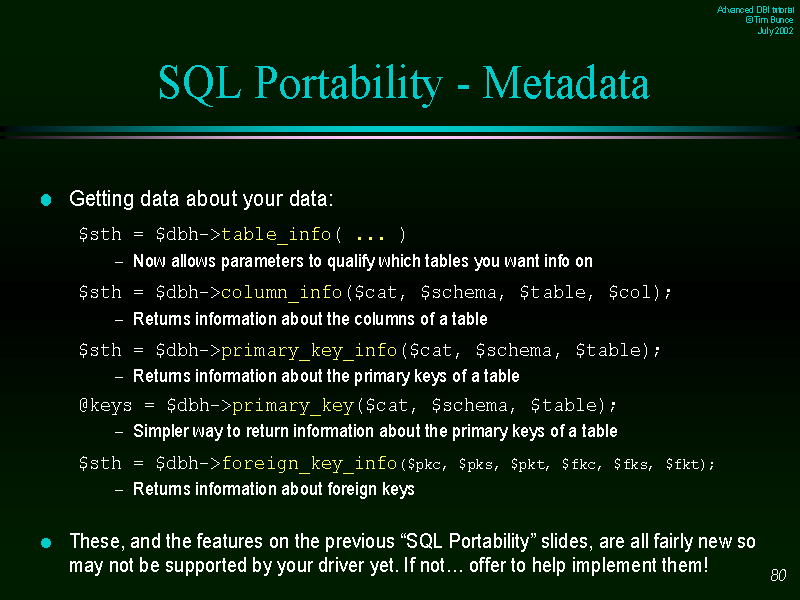 Advanced DBI tutorial
© Tim Bunce
July 2002
SQL Portability - Metadata
Getting data about your data:
$sth = $dbh->table_info( ... )
– Now allows parameters to qualify which tables you want info on
$sth = $dbh->column_info($cat, $schema, $table, $col);
– Returns information about the columns of a table
$sth = $dbh->primary_key_info($cat, $schema, $table);
– Returns information about the primary keys of a table
@keys = $dbh->primary_key($cat, $schema, $table);
– Simpler way to return information about the primary keys of a table
$sth = $dbh->foreign_key_info($pkc, $pks, $pkt, $fkc, $fks, $fkt);
– Returns information about foreign keys
These, and the features on the previous “SQL Portability” slides, are all fairly new so
may not be supported by your driver yet. If not… offer to help implement them!
80